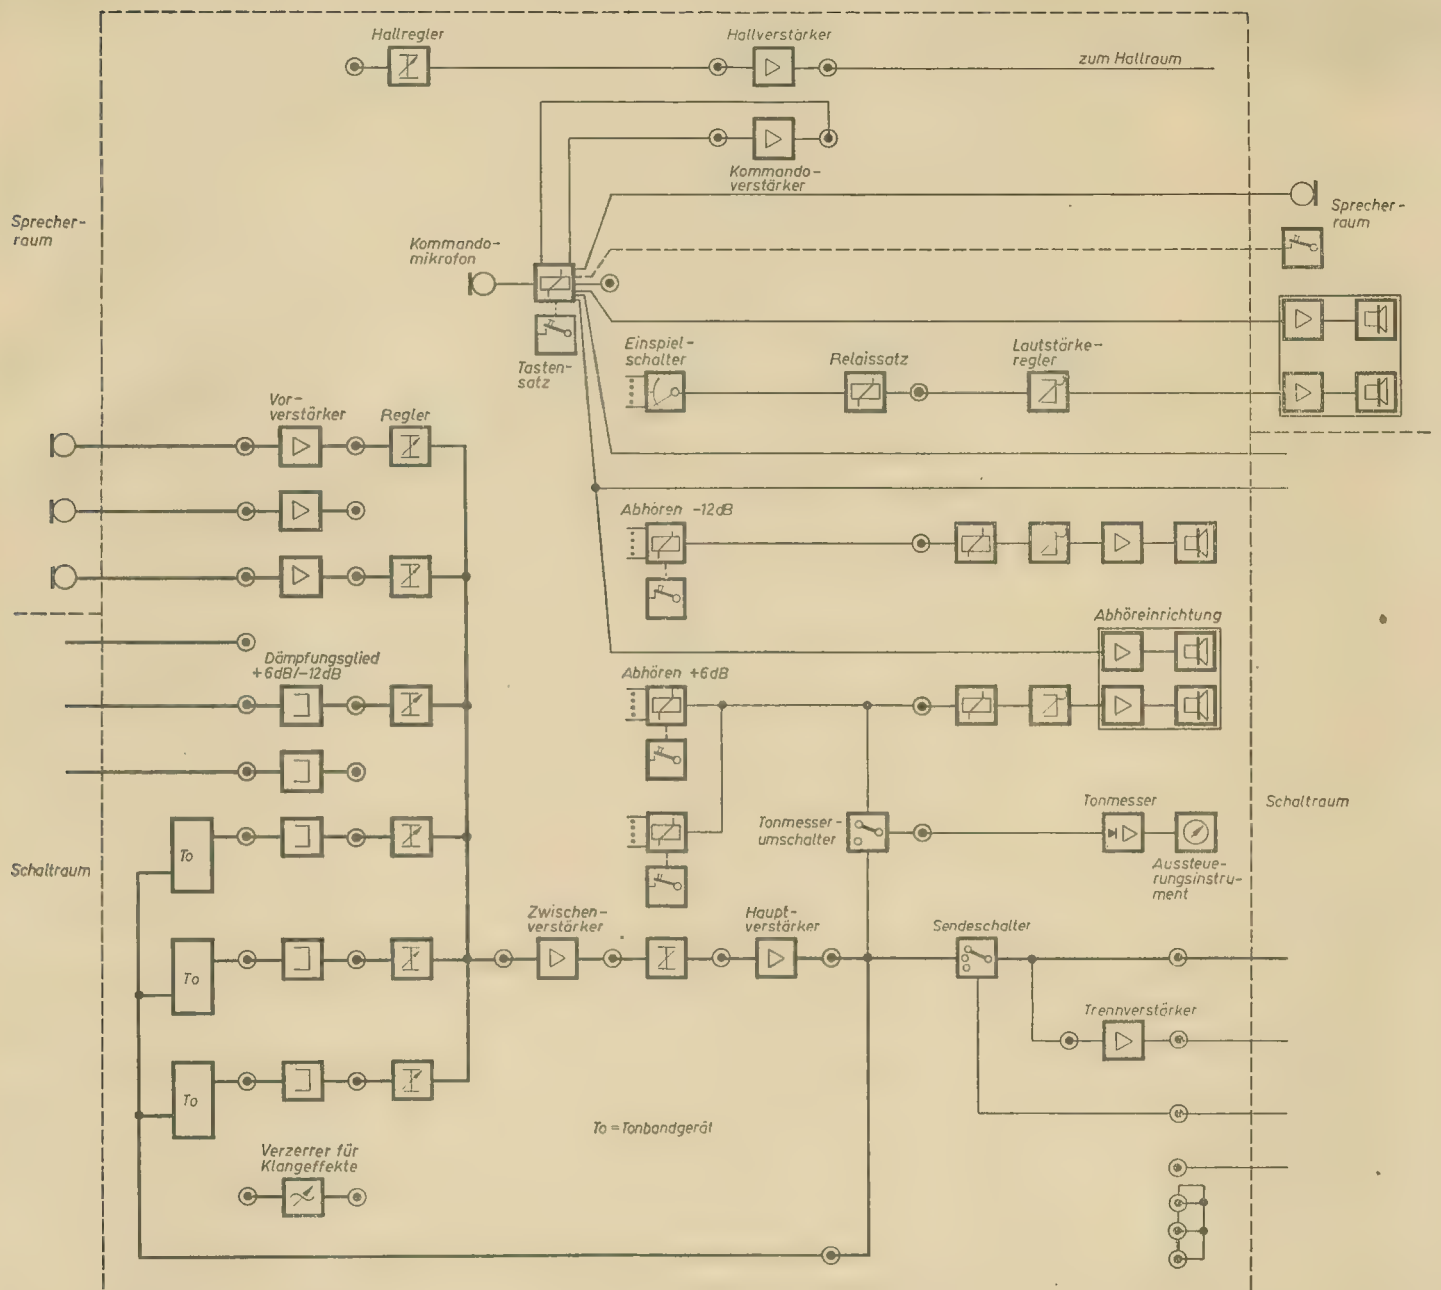 Hallregler
Hallverstärker
zum Hallraum
Kommando-
verstärker
Sprecher-
raum
Sprecher-
raum
Kommando-
mikrofon
Tasten-
satz
Einspiel-
schalter
Relaissatz
Lautstärke-
regler
Vor-
verstärker
Regler
Abhören -12dB
Dämpfungsglied
+6dB/-12dB
Abhören +6dB
Abhöreinrichtung
To
Tonmesser-
umschalter
Tonmesser
Aussteue-
rungsinstru-
ment
Schaltraum
Schaltraum
To
Zwischen-
verstärker
Haupt-
verstärker
Sendeschalter
Trennverstärker
To
To = Tonbandgerät
Verzerrer für
Klangeffekte